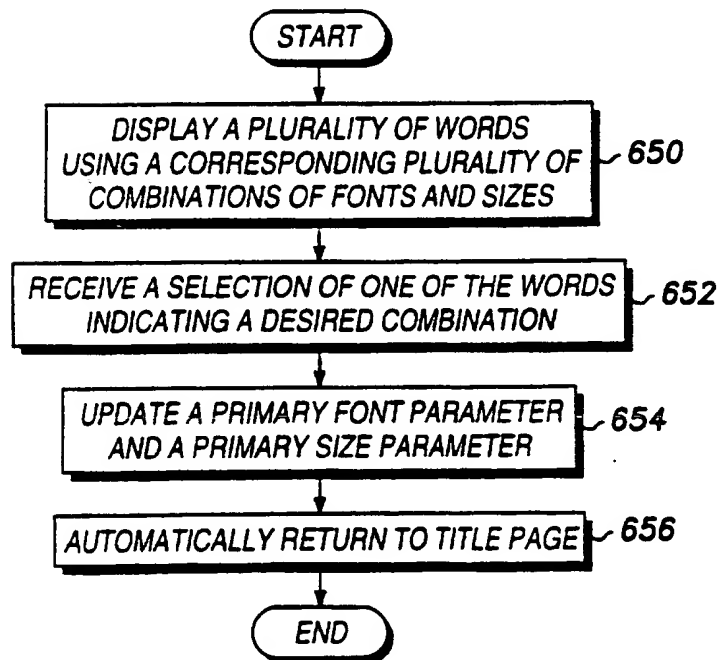 START
DISPLAY A PLURALITY OF WORDS
USING A CORRESPONDING PLURALITY OF
COMBINATIONS OF FONTS AND SIZES
650
RECEIVE A SELECTION OF ONE OF THE WORDS
INDICATING A DESIRED COMBINATION
652
UPDATE A PRIMARY FONT PARAMETER
AND A PRIMARY SIZE PARAMETER
654
AUTOMATICALLY RETURN TO TITLE PAGE
656
END